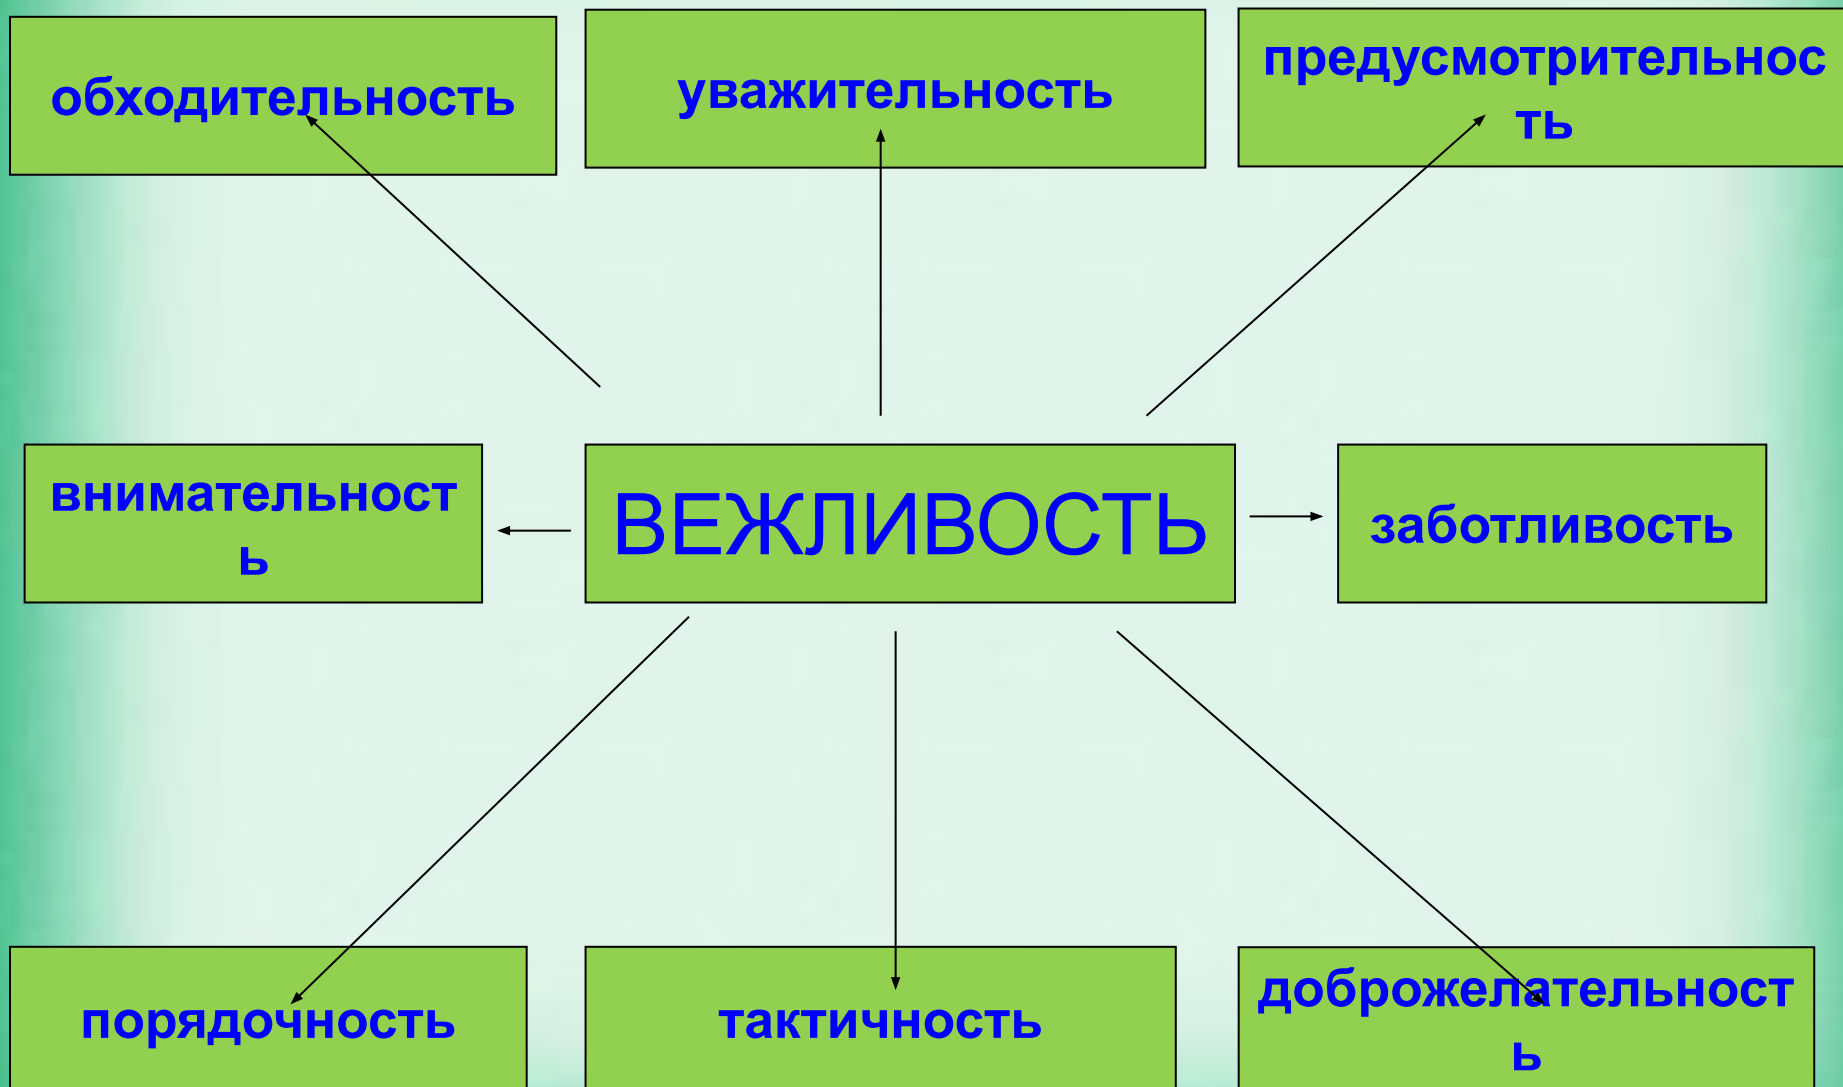 обходительность
уважительность
предусмотрительнос
ть
внимательност
ь
ВЕЖЛИВОСТЬ
заботливость
порядочность
тактичность
доброжелательност
ь